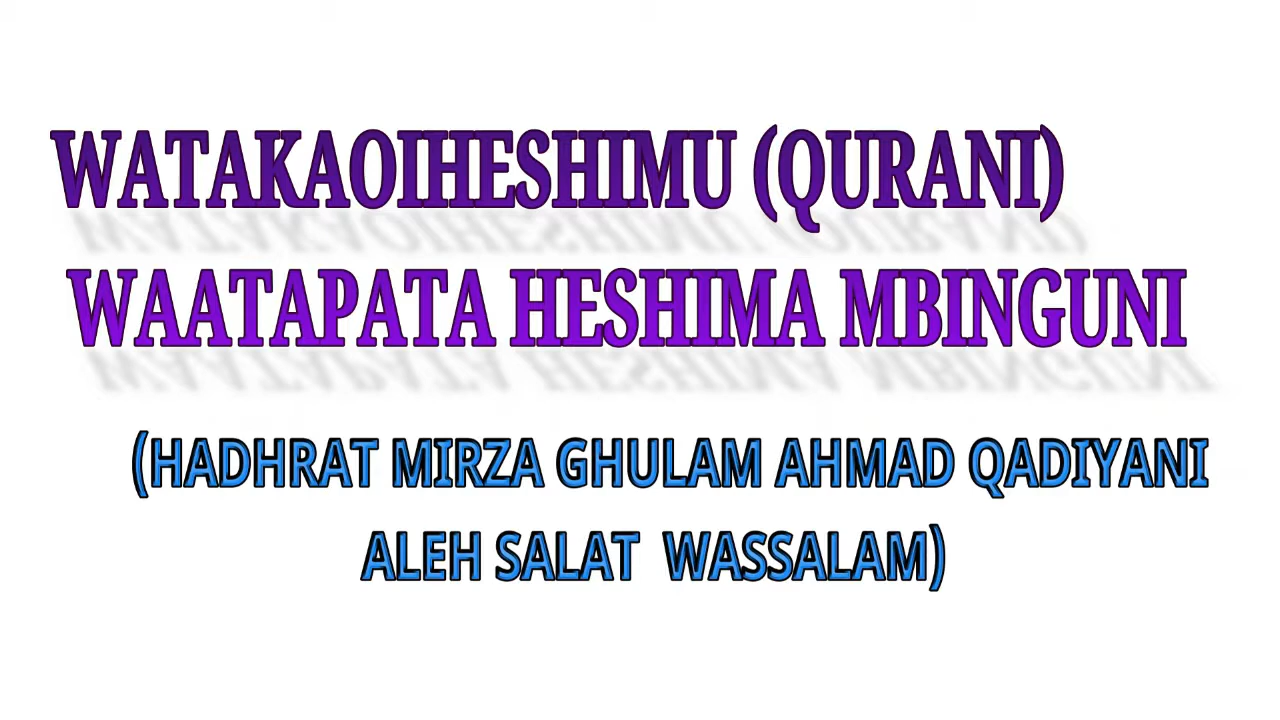 WATAKAOIHESHIMU (QURANI)
WAATAPATA HESHIMA MBINGUNI
(HADHRAT MIRZA GHULAM AHMAD QADIYANI
ALEH SALAT WASSALAM)